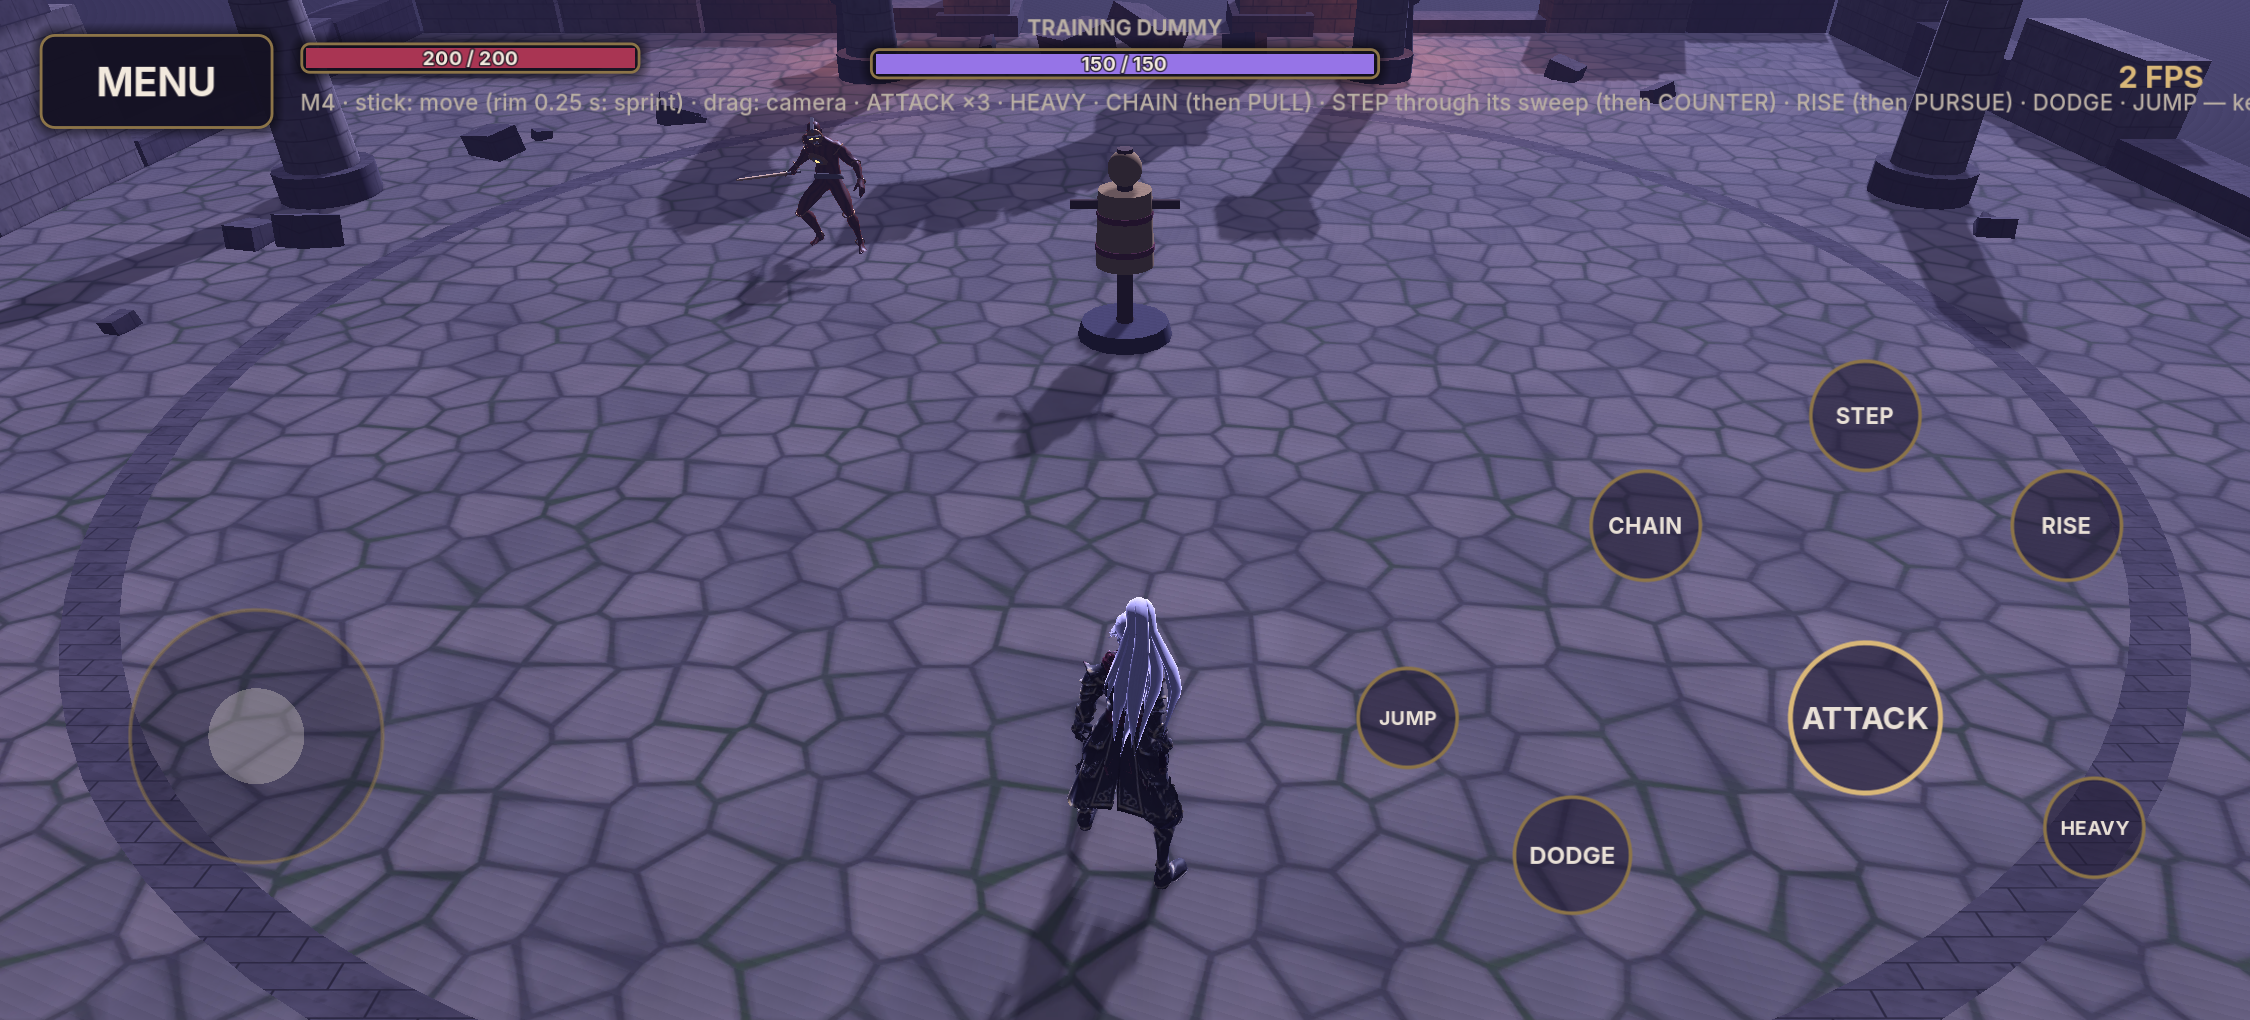 TRAINING DUMMY
MENU
200 / 200
150 / 150
2 FPS
M4 · stick: move (rim 0.25 s: sprint) · drag: camera · ATTACK ×3 · HEAVY · CHAIN (then PULL) · STEP through its sweep (then COUNTER) · RISE (then PURSUE) · DODGE · JUMP — ke
STEP
CHAIN
RISE
JUMP
ATTACK
HEAVY
DODGE